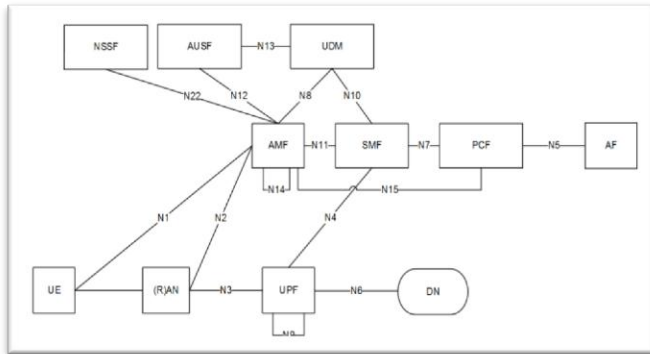 NSSF AUSF N13 UDM
N22 N12 N8 N10
AMF N11 SMF N7 PCF N5 AF
N14 N15
N1 N2 N4
UE (R)AN N3 UPF N6 DN
N9